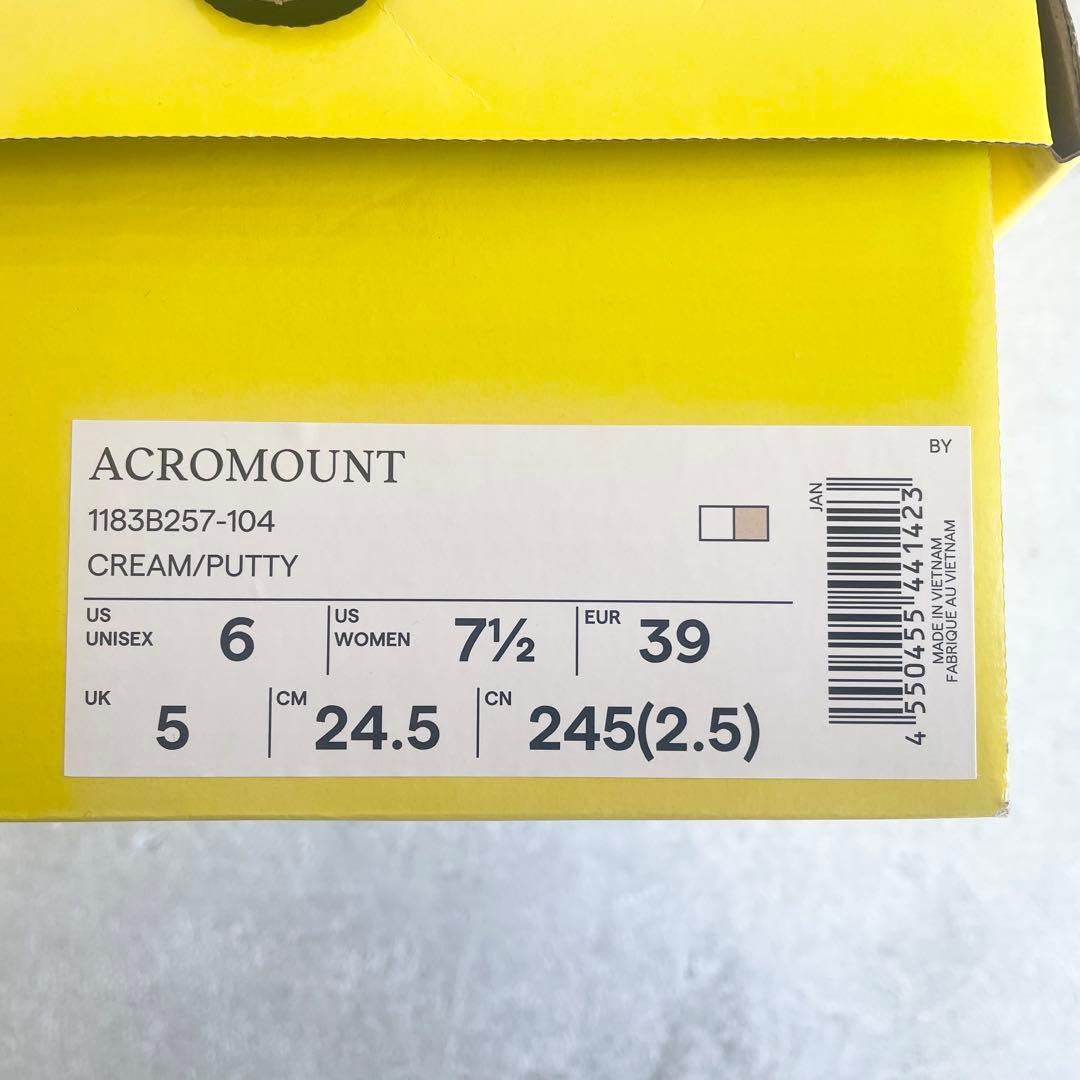 ACROMOUNT
1183B257-104
CREAM/PUTTY
US UNISEX 6
US WOMEN 7½
EUR 39
UK 5
CM 24.5
CN 245(2.5)
BY
JAN
4 550455 441423
MADE IN VIETNAM
FABRIQUE AU VIETNAM